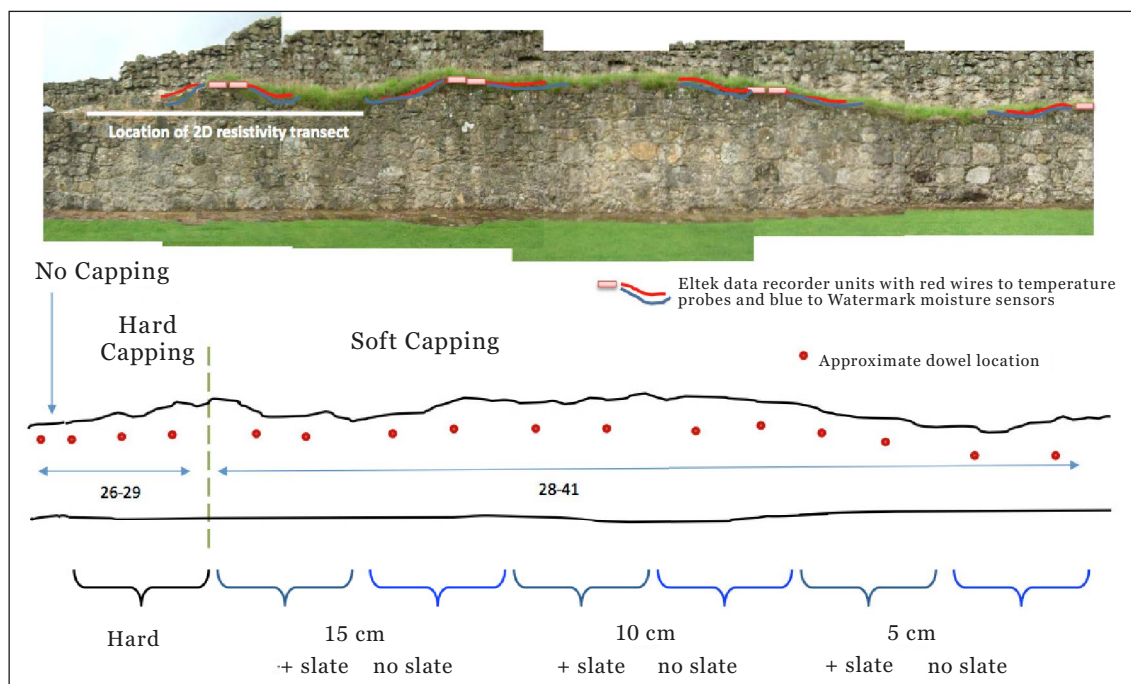 Location of 2D resistivity transect
No Capping
Eltek data recorder units with red wires to temperature
probes and blue to Watermark moisture sensors
Hard
Capping
Soft Capping
Approximate dowel location
26-29
28-41
Hard
15 cm
10 cm
5 cm
+ slate no slate
+ slate no slate
+ slate no slate